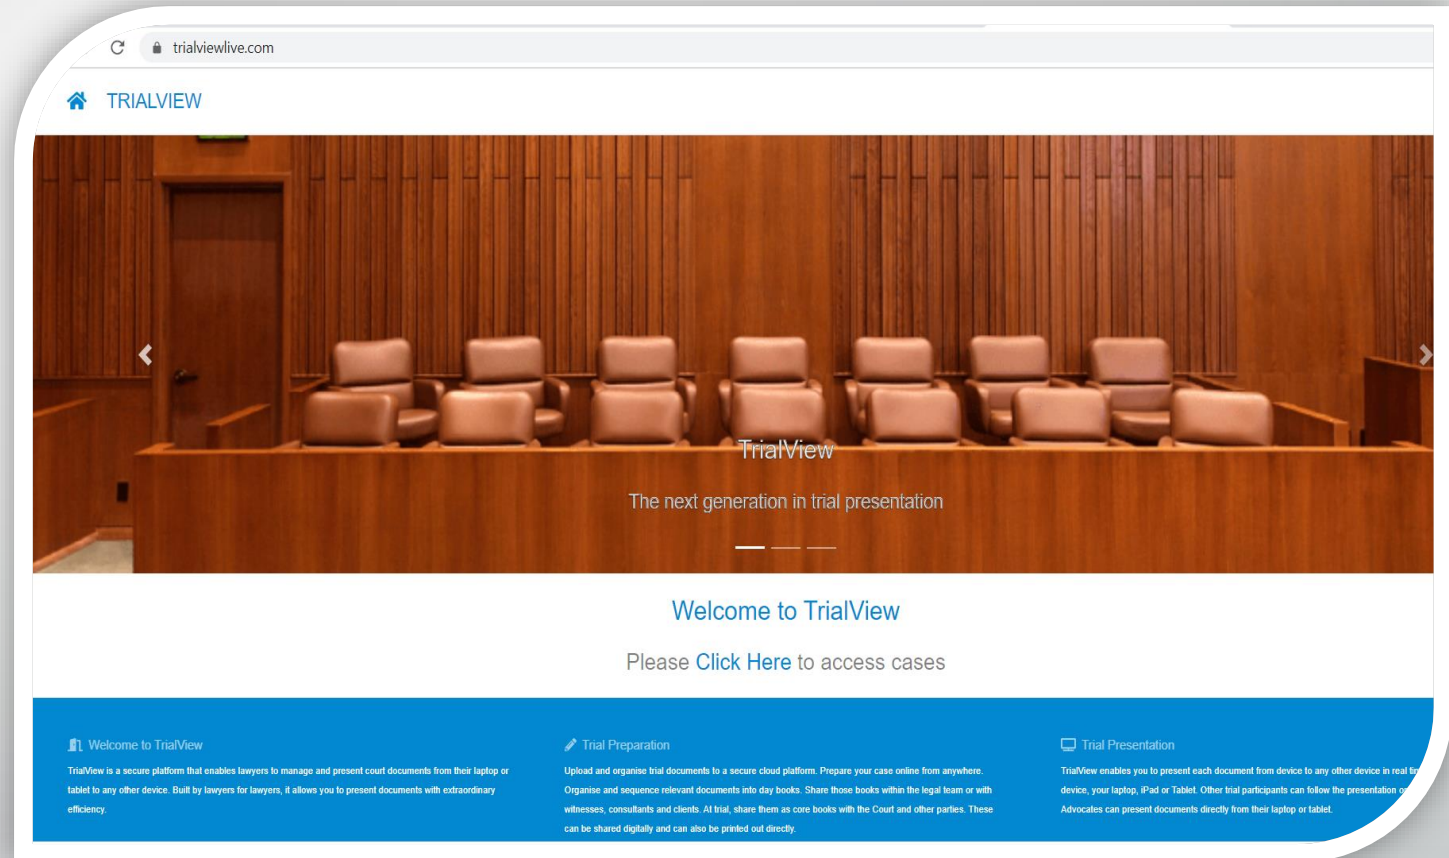 trialviewlive.com
TRIALVIEW
TrialView
The next generation in trial presentation
Welcome to TrialView
Please Click Here to access cases
Welcome to TrialView
TrialView is a secure platform that enables lawyers to manage and present court documents from their laptop or
tablet to any other device. Built by lawyers for lawyers, it allows you to present documents with extraordinary
efficiency.
Trial Preparation
Upload and organise trial documents to a secure cloud platform. Prepare your case online from anywhere.
Organise and sequence relevant documents into day books. Share those books within the legal team or with
witnesses, consultants and clients. At trial, share them as core books with the Court and other parties. These
can be shared digitally and can also be printed out directly.
Trial Presentation
TrialView enables you to present each document from device to any other device in real
device, your laptop, iPad or Tablet. Other trial participants can follow the presentation
Advocates can present documents directly from their laptop or tablet.